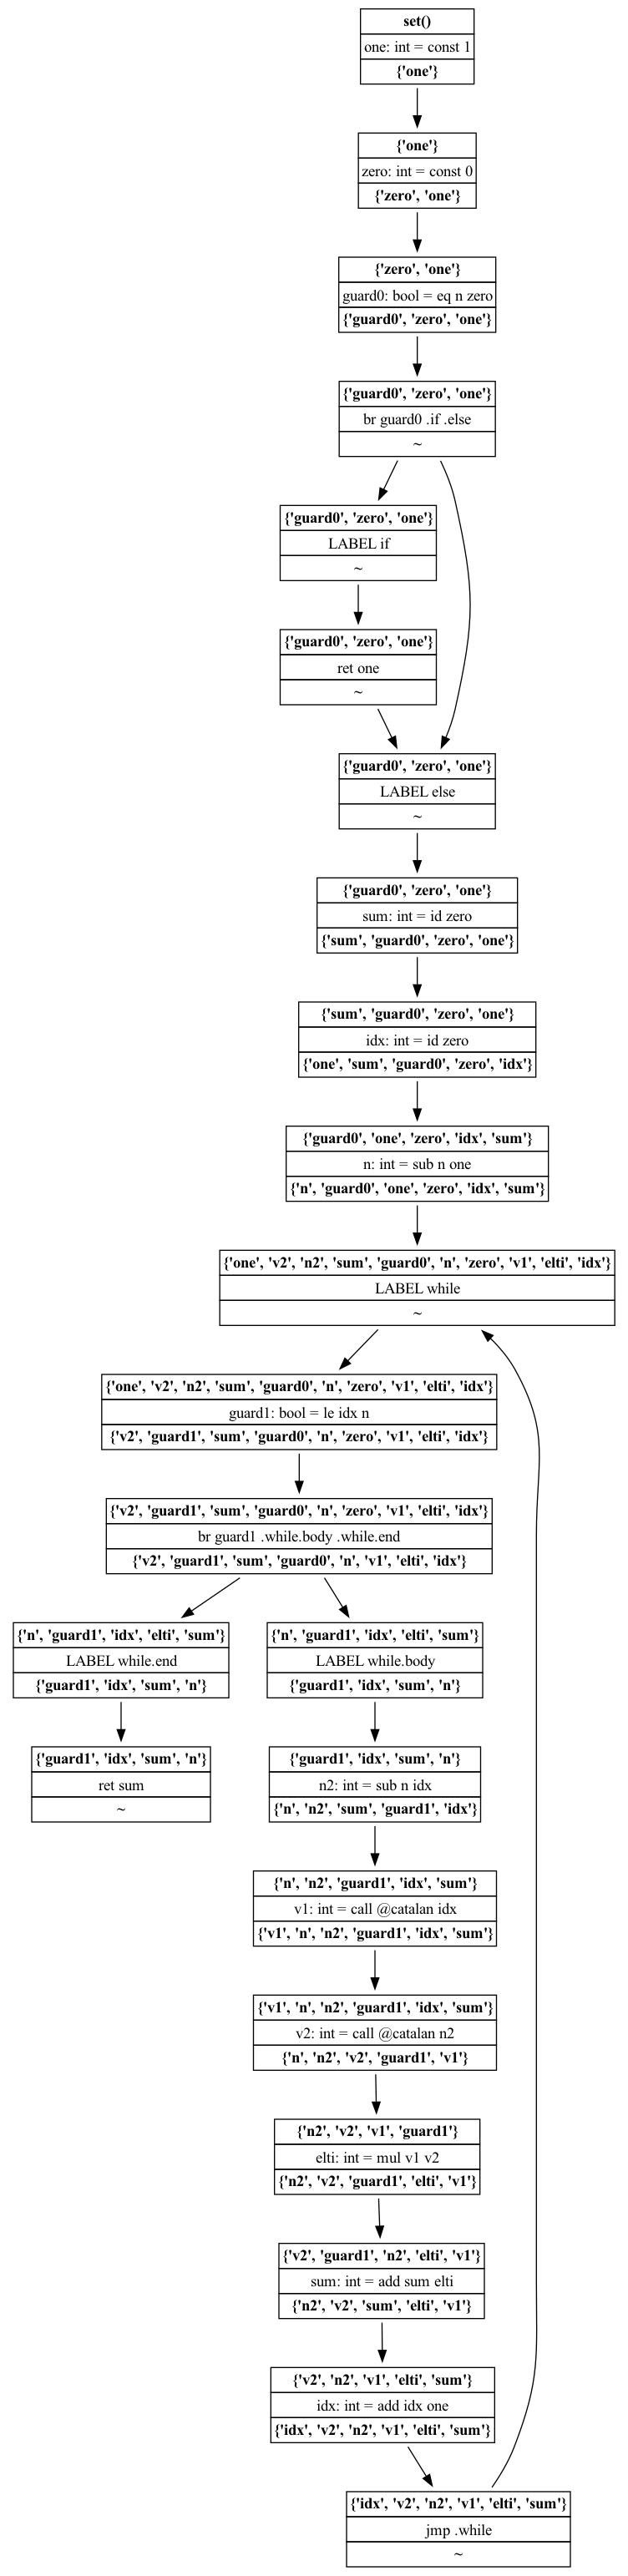 set()
one: int = const 1
{'one'}
{'one'}
zero: int = const 0
{'zero', 'one'}
{'zero', 'one'}
guard0: bool = eq n zero
{'guard0', 'zero', 'one'}
{'guard0', 'zero', 'one'}
br guard0 .if .else
~
{'guard0', 'zero', 'one'}
LABEL if
~
{'guard0', 'zero', 'one'}
ret one
~
{'guard0', 'zero', 'one'}
LABEL else
~
{'guard0', 'zero', 'one'}
sum: int = id zero
{'sum', 'guard0', 'zero', 'one'}
{'sum', 'guard0', 'zero', 'one'}
idx: int = id zero
{'one', 'sum', 'guard0', 'zero', 'idx'}
{'guard0', 'one', 'zero', 'idx', 'sum'}
n: int = sub n one
{'n', 'guard0', 'one', 'zero', 'idx', 'sum'}
{'one', 'v2', 'n2', 'sum', 'guard0', 'n', 'zero', 'v1', 'elti', 'idx'}
LABEL while
~
{'one', 'v2', 'n2', 'sum', 'guard0', 'n', 'zero', 'v1', 'elti', 'idx'}
guard1: bool = le idx n
{'v2', 'guard1', 'sum', 'guard0', 'n', 'zero', 'v1', 'elti', 'idx'}
{'v2', 'guard1', 'sum', 'guard0', 'n', 'zero', 'v1', 'elti', 'idx'}
br guard1 .while.body .while.end
{'v2', 'guard1', 'sum', 'guard0', 'n', 'v1', 'elti', 'idx'}
{'n', 'guard1', 'idx', 'elti', 'sum'}
LABEL while.end
{'guard1', 'idx', 'sum', 'n'}
{'n', 'guard1', 'idx', 'elti', 'sum'}
LABEL while.body
{'guard1', 'idx', 'sum', 'n'}
{'guard1', 'idx', 'sum', 'n'}
ret sum
~
{'guard1', 'idx', 'sum', 'n'}
n2: int = sub n idx
{'n', 'n2', 'sum', 'guard1', 'idx'}
{'n', 'n2', 'guard1', 'idx', 'sum'}
v1: int = call @catalan idx
{'v1', 'n', 'n2', 'guard1', 'idx', 'sum'}
{'v1', 'n', 'n2', 'guard1', 'idx', 'sum'}
v2: int = call @catalan n2
{'n', 'n2', 'v2', 'guard1', 'v1'}
{'n2', 'v2', 'v1', 'guard1'}
elti: int = mul v1 v2
{'n2', 'v2', 'guard1', 'elti', 'v1'}
{'v2', 'guard1', 'n2', 'elti', 'v1'}
sum: int = add sum elti
{'n2', 'v2', 'sum', 'elti', 'v1'}
{'v2', 'n2', 'v1', 'elti', 'sum'}
idx: int = add idx one
{'idx', 'v2', 'n2', 'v1', 'elti', 'sum'}
{'idx', 'v2', 'n2', 'v1', 'elti', 'sum'}
jmp .while
~